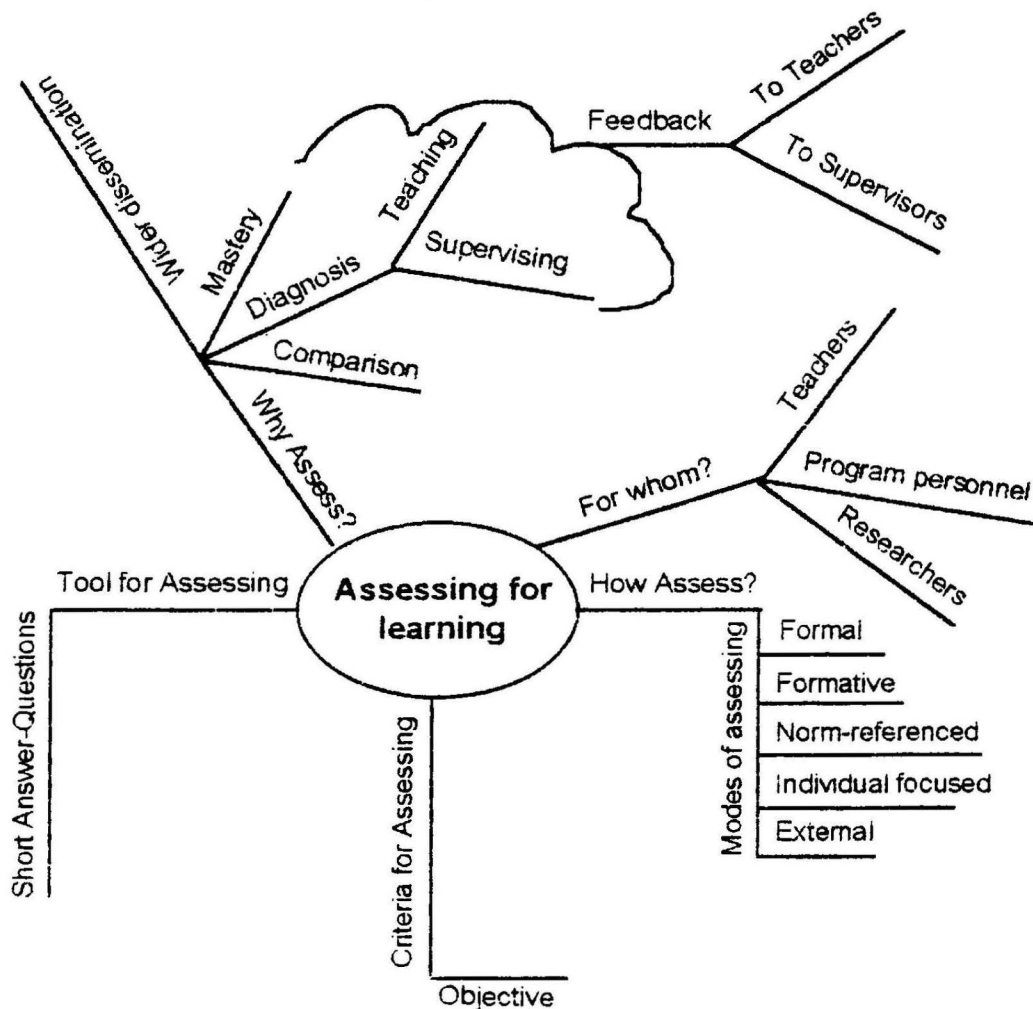 To Teachers
Feedback
To Supervisors
Wider dissemination
Mastery
Diagnosis
Teaching
Supervising
Comparison
Why Assess?
For whom?
Teachers
Program personnel
Researchers
Tool for Assessing
Short Answer-Questions
Assessing for
learning
How Assess?
Modes of assessing
Formal
Formative
Norm-referenced
Individual focused
External
Criteria for Assessing
Objective